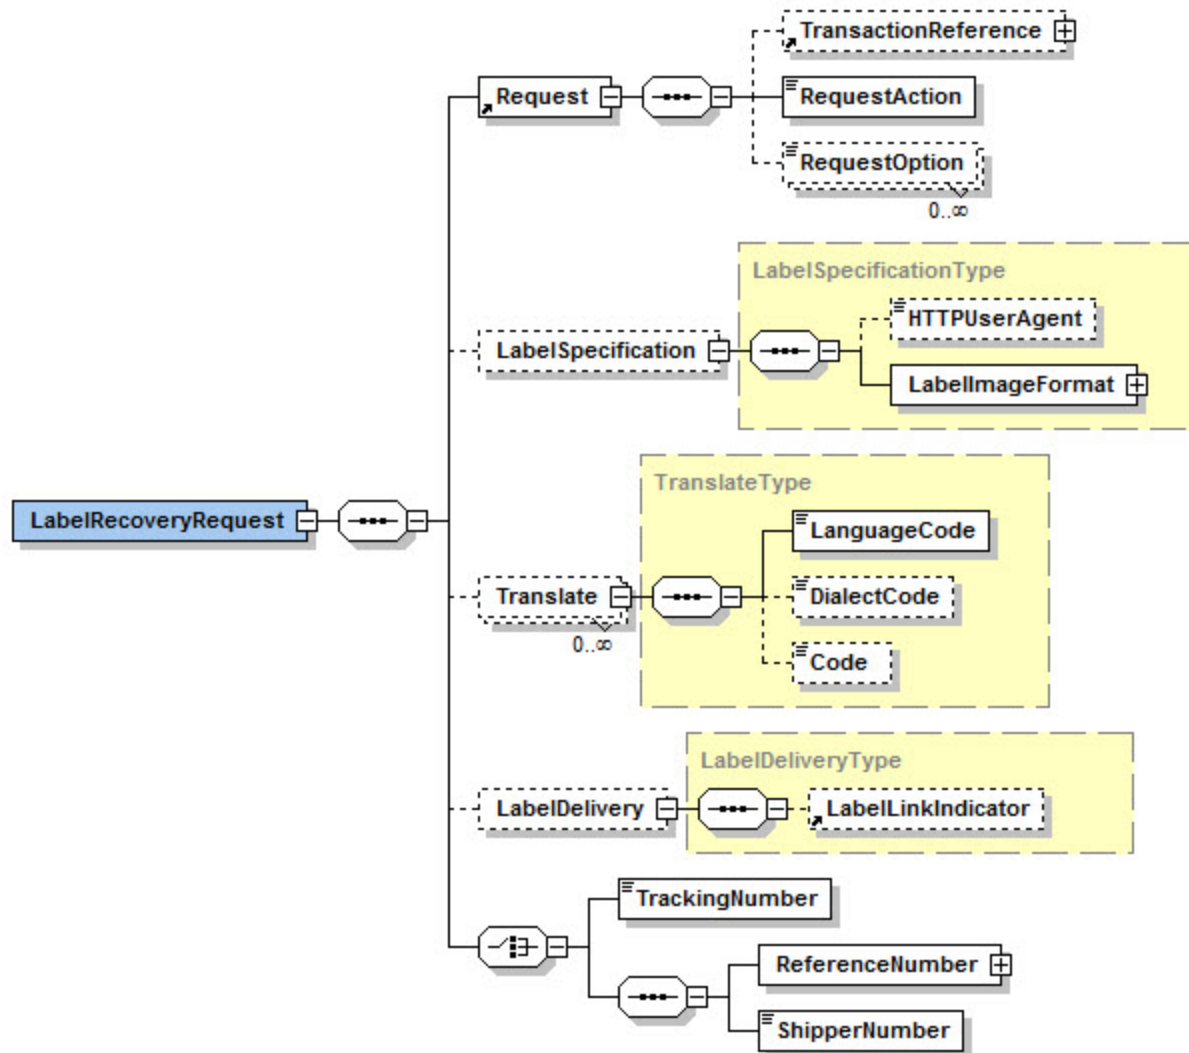 TransactionReference
Request
RequestAction
RequestOption
0..∞
LabelSpecificationType
HTTPUserAgent
LabelSpecification
LabelImageFormat
TranslateType
LabelRecoveryRequest
LanguageCode
Translate
DialectCode
0..∞
Code
LabelDeliveryType
LabelDelivery
LabelLinkIndicator
TrackingNumber
ReferenceNumber
ShipperNumber